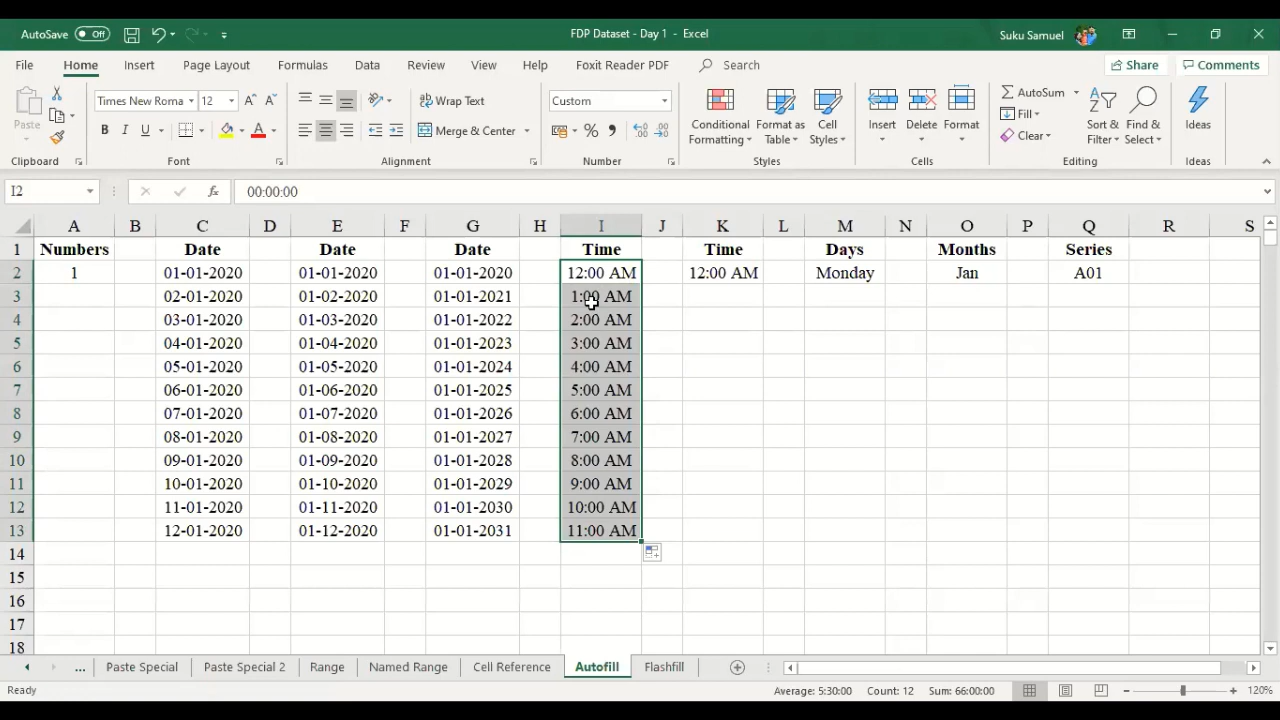 AutoSave Off FDP Dataset - Day 1 - Excel Suku Samuel
File Home Insert Page Layout Formulas Data Review View Help Foxit Reader PDF Search Share Comments
Paste Times New Roma 12 Wrap Text Custom Conditional Formatting Format as Table Cell Styles Insert Delete Format AutoSum Sort & Filter Find & Select Ideas
B I U A Merge & Center % Fill Clear
Clipboard Font Alignment Number Styles Cells Editing Ideas
I2 fx 00:00:00
A B C D E F G H I J K L M N O P Q R S
1 Numbers Date Date Date Time Time Days Months Series
2 1 01-01-2020 01-01-2020 01-01-2020 12:00 AM 12:00 AM Monday Jan A01
3 02-01-2020 01-02-2020 01-01-2021 1:00 AM
4 03-01-2020 01-03-2020 01-01-2022 2:00 AM
5 04-01-2020 01-04-2020 01-01-2023 3:00 AM
6 05-01-2020 01-05-2020 01-01-2024 4:00 AM
7 06-01-2020 01-06-2020 01-01-2025 5:00 AM
8 07-01-2020 01-07-2020 01-01-2026 6:00 AM
9 08-01-2020 01-08-2020 01-01-2027 7:00 AM
10 09-01-2020 01-09-2020 01-01-2028 8:00 AM
11 10-01-2020 01-10-2020 01-01-2029 9:00 AM
12 11-01-2020 01-11-2020 01-01-2030 10:00 AM
13 12-01-2020 01-12-2020 01-01-2031 11:00 AM
14
15
16
17
18
... Paste Special Paste Special 2 Range Named Range Cell Reference Autofill Flashfill
Ready Average: 5:30:00 Count: 12 Sum: 66:00:00 120%